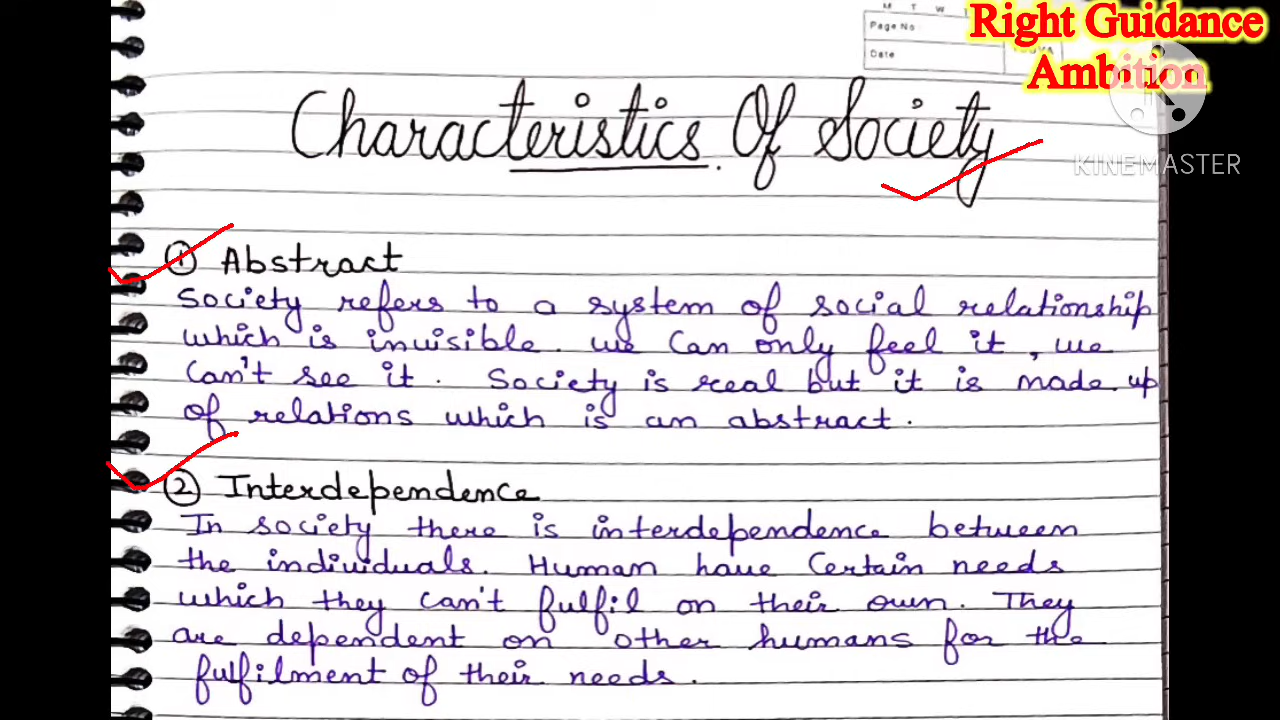 M T W
Page No
Date
Right Guidance
Ambition
KINEMASTER
Characteristics Of Society
① Abstract
Society refers to a system of social relationship
which is invisible. we can only feel it, we
can't see it. Society is real but it is made up
of relations which is an abstract.
② Interdependence
In society there is interdependence between
the individuals. Human have certain needs
which they can't fulfil on their own. They
are dependent on other humans for the
fulfilment of their needs.